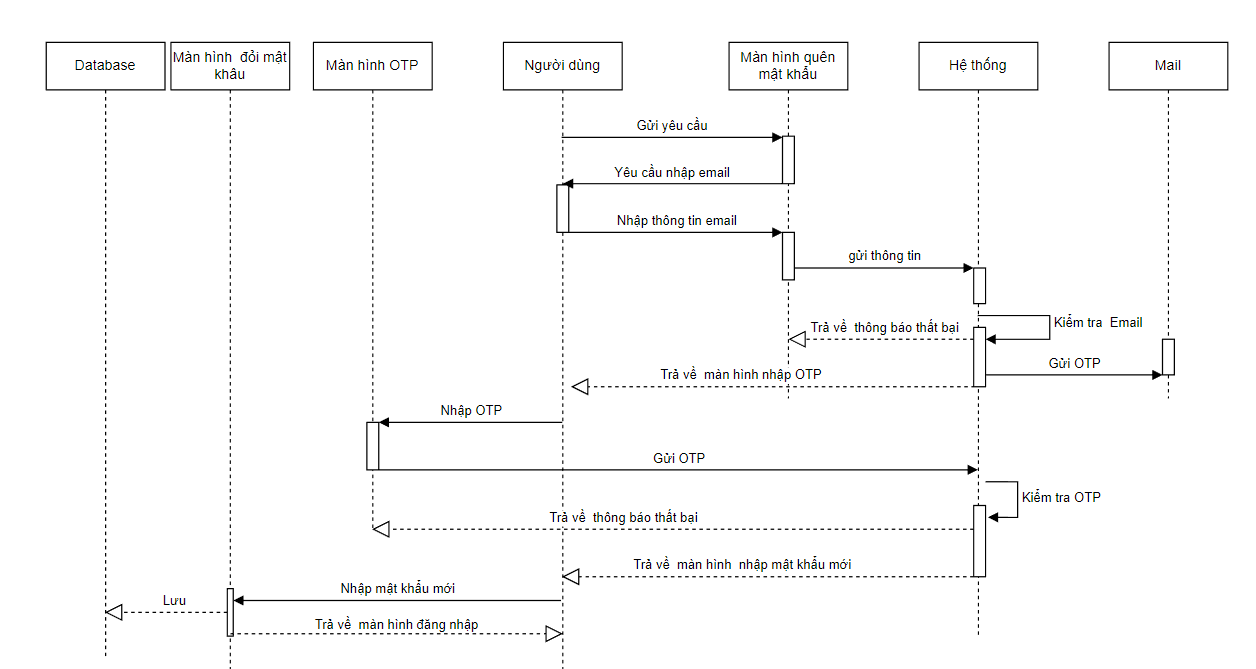 Database
Màn hình đổi mật
khẩu
Màn hình OTP
Người dùng
Màn hình quên
mật khẩu
Hệ thống
Mail
Gửi yêu cầu
Yêu cầu nhập email
Nhập thông tin email
gửi thông tin
Kiểm tra Email
Trả về thông báo thất bại
Gửi OTP
Trả về màn hình nhập OTP
Nhập OTP
Gửi OTP
Kiểm tra OTP
Trả về thông báo thất bại
Trả về màn hình nhập mật khẩu mới
Nhập mật khẩu mới
Lưu
Trả về màn hình đăng nhập